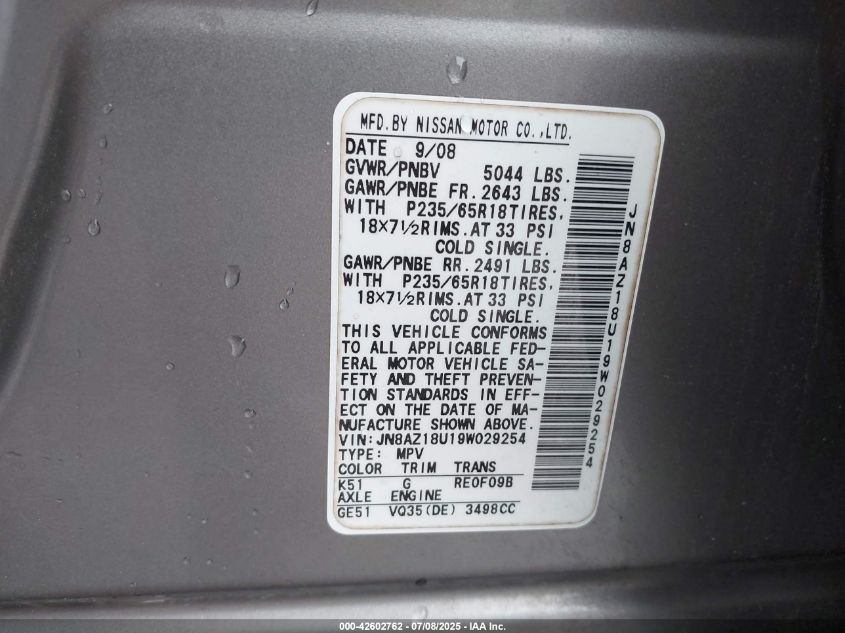 MFD.BY NISSAN MOTOR CO.,LTD.
DATE 9/08
GVWR/PNBV 5044 LBS.
GAWR/PNBE FR.2643 LBS.
WITH P235/65R18TIRES,
18×7½RIMS.AT 33 PSI
COLD SINGLE.
GAWR/PNBE RR.2491 LBS.
WITH P235/65R18TIRES,
18×7½RIMS.AT 33 PSI
COLD SINGLE.
THIS VEHICLE CONFORMS
TO ALL APPLICABLE FED-
ERAL MOTOR VEHICLE SA-
FETY AND THEFT PREVEN-
TION STANDARDS IN EFF-
ECT ON THE DATE OF MA-
NUFACTURE SHOWN ABOVE.
VIN:JN8AZ18U19W029254
TYPE: MPV
COLOR TRIM TRANS
K51 G RE0F09B
AXLE ENGINE
GE51 VQ35(DE) 3498CC
JN8AZ18U19W029254
000-42602762 - 07/08/2025 - IAA Inc.